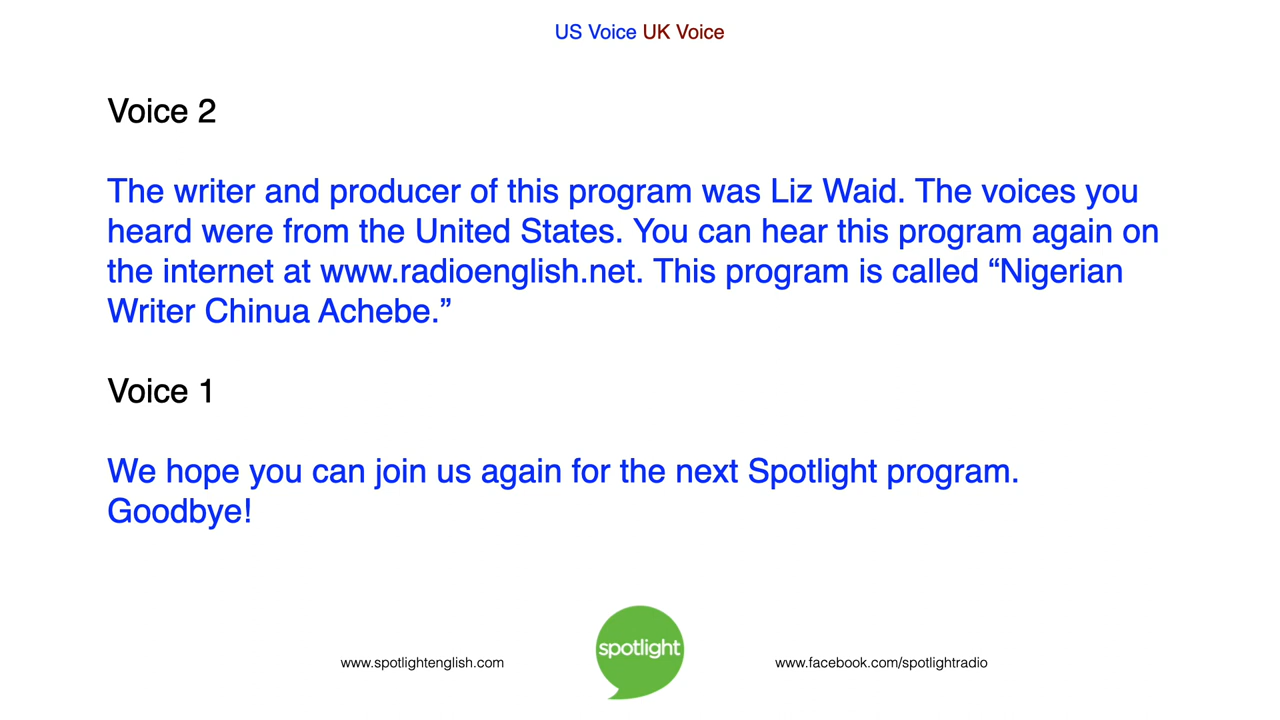 US Voice UK Voice
Voice 2
The writer and producer of this program was Liz Waid. The voices you
heard were from the United States. You can hear this program again on
the internet at www.radioenglish.net. This program is called “Nigerian
Writer Chinua Achebe.”
Voice 1
We hope you can join us again for the next Spotlight program.
Goodbye!
www.spotlightenglish.com
spotlight
www.facebook.com/spotlightradio